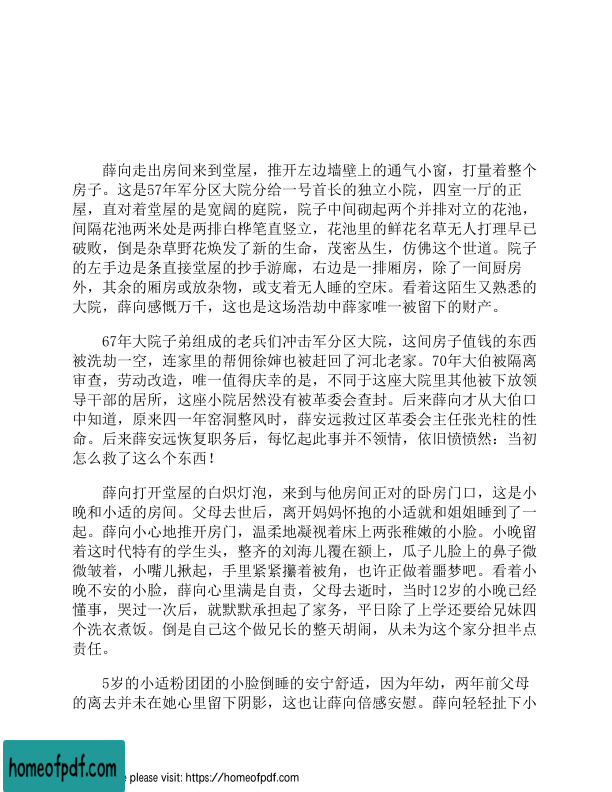 薛向走出房间来到堂屋，推开左边墙壁上的通气小窗，打量着整个
房子。这是57年军分区大院分给一号首长的独立小院，四室一厅的正
屋，直对着堂屋的是宽阔的庭院，院子中间砌起两个并排对立的花池，
间隔花池两米处是两排白桦笔直竖立，花池里的鲜花名草无人打理早已
破败，倒是杂草野花焕发了新的生命，茂密丛生，仿佛这个世道。院子
的左手边是条直接堂屋的抄手游廊，右边是一排厢房，除了一间厨房
外，其余的厢房或放杂物，或支着无人睡的空床。看着这陌生又熟悉的
大院，薛向感慨万千，这也是这场浩劫中薛家唯一被留下的财产。
67年大院子弟组成的老兵们冲击军分区大院，这间房子值钱的东西
被洗劫一空，连家里的帮佣徐婶也被赶回了河北老家。70年大伯被隔离
审查，劳动改造，唯一值得庆幸的是，不同于这座大院里其他被下放领
导干部的居所，这座小院居然没有被革委会查封。后来薛向才从大伯口
中知道，原来四一年窑洞整风时，薛安远救过区革委会主任张光柱的性
命。后来薛安远恢复职务后，每忆起此事并不领情，依旧愤愤然：当初
怎么救了这么个东西！
薛向打开堂屋的白炽灯泡，来到与他房间正对的卧房门口，这是小
晚和小适的房间。父母去世后，离开妈妈怀抱的小适就和姐姐睡到了一
起。薛向小心地推开房门，温柔地凝视着床上两张稚嫩的小脸。小晚留
着这时代特有的学生头，整齐的刘海儿覆在额上，瓜子儿脸上的鼻子微
微皱着，小嘴儿揪起，手里紧紧攥着被角，也许正做着噩梦吧。看着小
晚不安的小脸，薛向心里满是自责，父母去逝时，当时12岁的小晚已经
懂事，哭过一次后，就默默承担起了家务，平日除了上学还要给兄妹四
个洗衣煮饭。倒是自己这个做兄长的整天胡闹，从未为这个家分担半点
责任。
5岁的小适粉团团的小脸倒睡的安宁舒适，因为年幼，两年前父母
的离去并未在她心里留下阴影，这也让薛向倍感安慰。薛向轻轻扯下小
homeofpdf.com
e please visit: https://homeofpdf.com